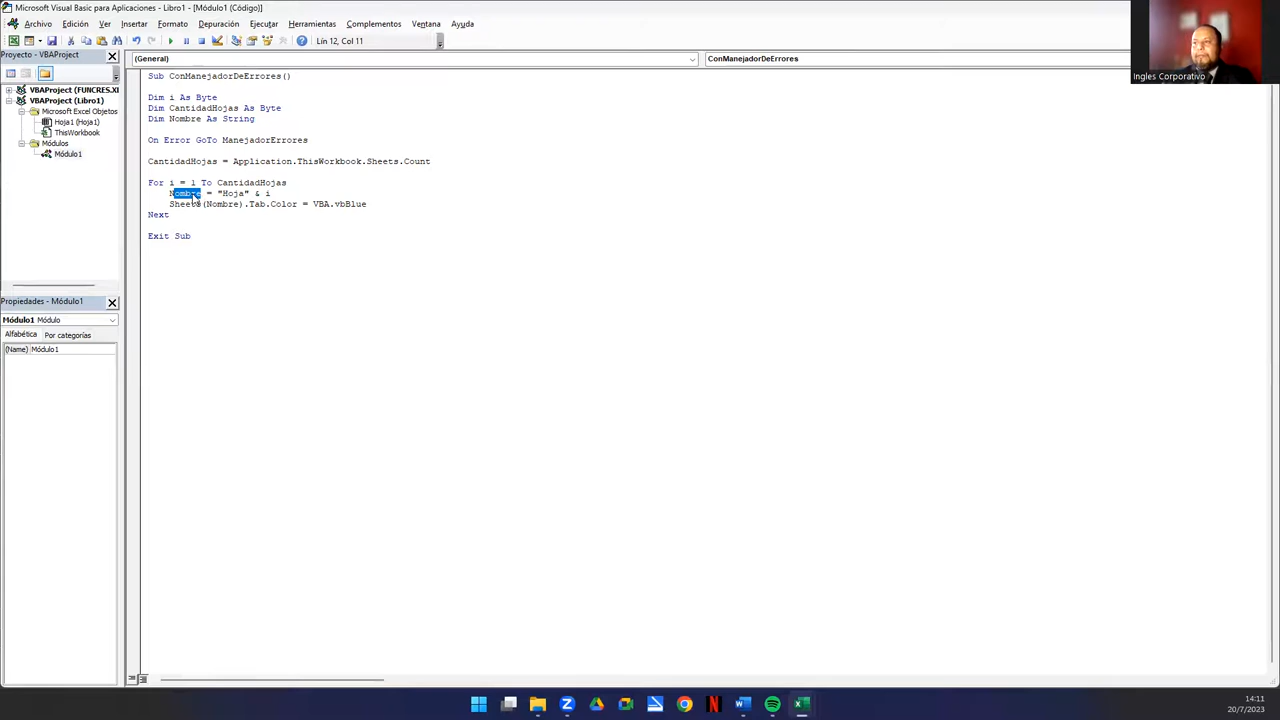 Microsoft Visual Basic para Aplicaciones - Libro1 - [Módulo1 (Código)]
Archivo Edición Ver Insertar Formato Depuración Ejecutar Herramientas Complementos Ventana Ayuda
Lín 12, Col 11
Proyecto - VBAProject
VBAProject (FUNCRES.XL
VBAProject (Libro1)
Microsoft Excel Objetos
Hoja1 (Hoja1)
ThisWorkbook
Módulos
Módulo1
Propiedades - Módulo1
Módulo1 Módulo
Alfabética Por categorías
(Name) Módulo1
(General) ConManejadorDeErrores
Sub ConManejadorDeErrores()
Dim i As Byte
Dim CantidadHojas As Byte
Dim Nombre As String
On Error GoTo ManejadorErrores
CantidadHojas = Application.ThisWorkbook.Sheets.Count
For i = 1 To CantidadHojas
Nombre = "Hoja" & i
Sheets(Nombre).Tab.Color = VBA.vbBlue
Next
Exit Sub
Ingles Corporativo
14:11
20/7/2023